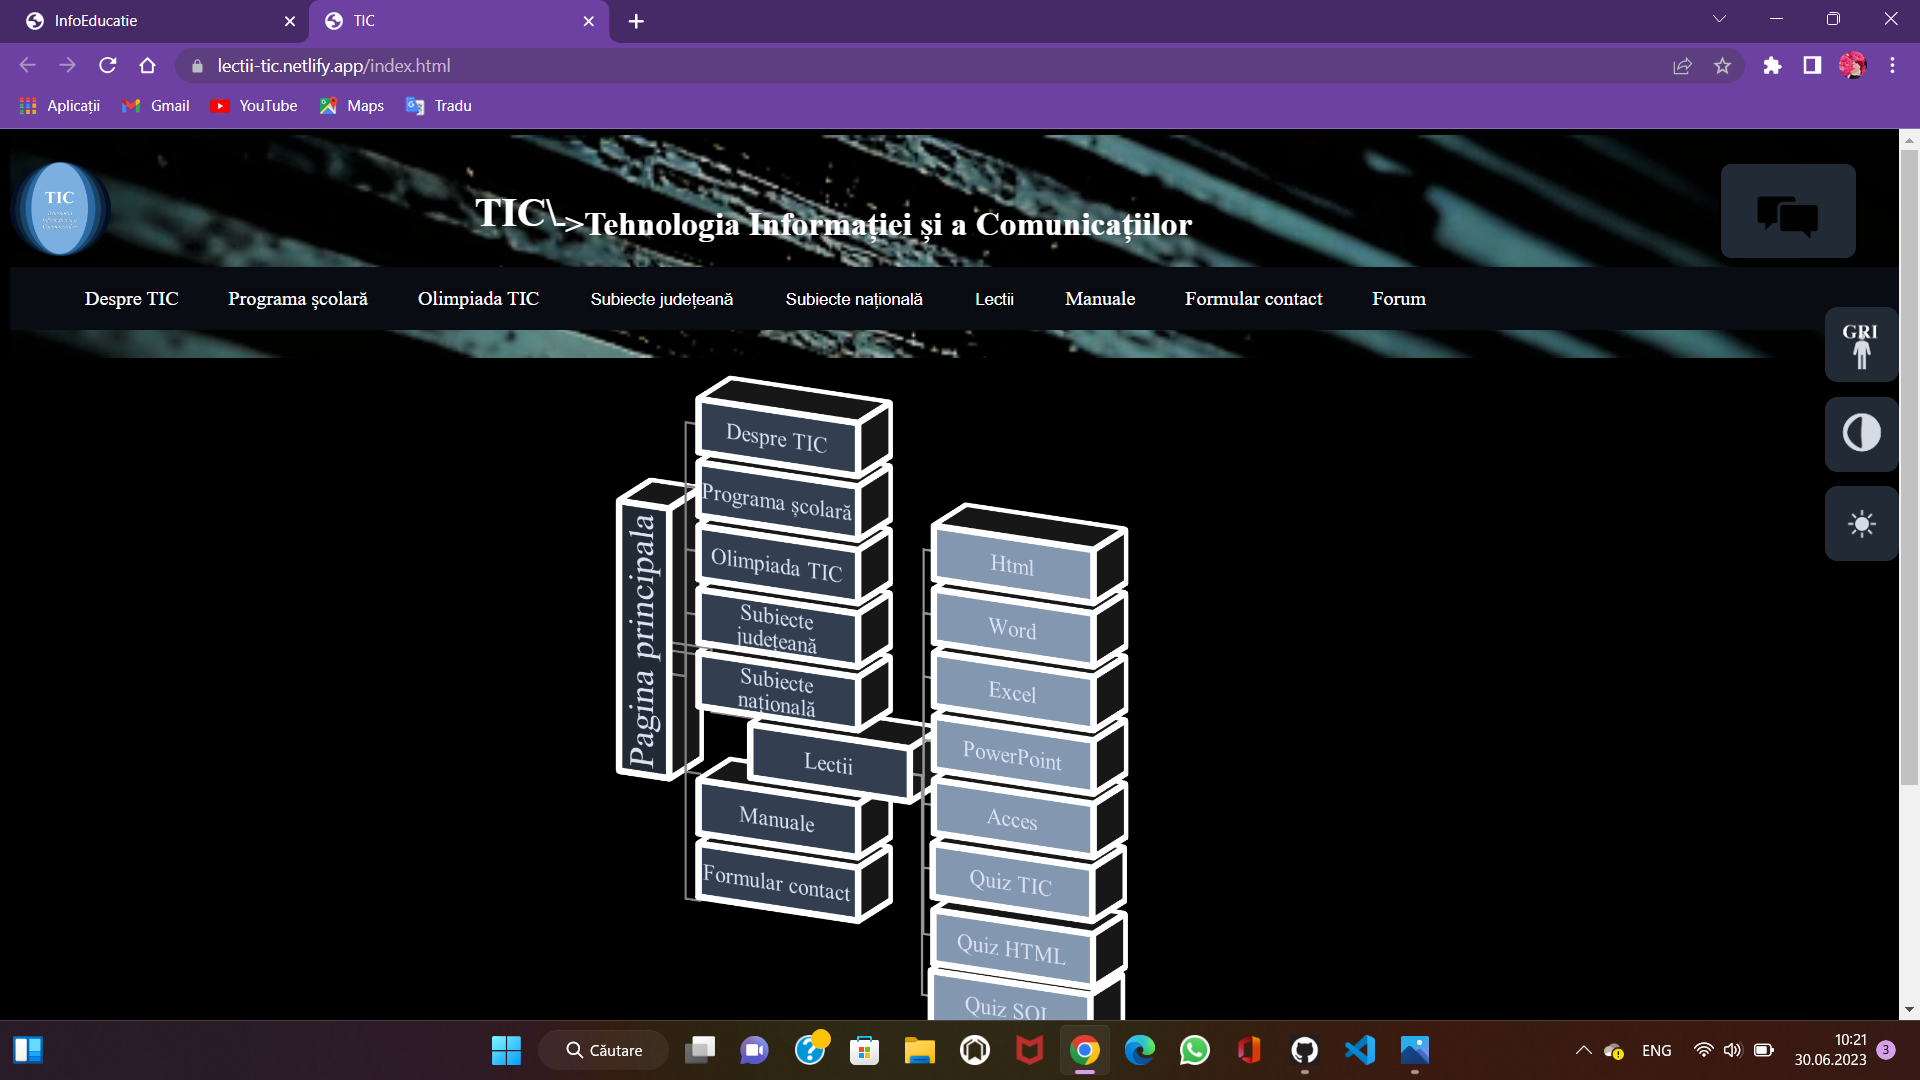 InfoEducatie
TIC
lectii-tic.netlify.app/index.html
Aplicații Gmail YouTube Maps Tradu
TIC
TIC\->Tehnologia Informației și a Comunicațiilor
Despre TIC Programa școlară Olimpiada TIC Subiecte județeană Subiecte națională Lectii Manuale Formular contact Forum
GRI
Pagina principala
Despre TIC
Programa școlară
Olimpiada TIC
Subiecte
județeană
Subiecte
națională
Lectii
Manuale
Formular contact
Html
Word
Excel
PowerPoint
Acces
Quiz TIC
Quiz HTML
Quiz SQL
Căutare
ENG
10:21
30.06.2023
3